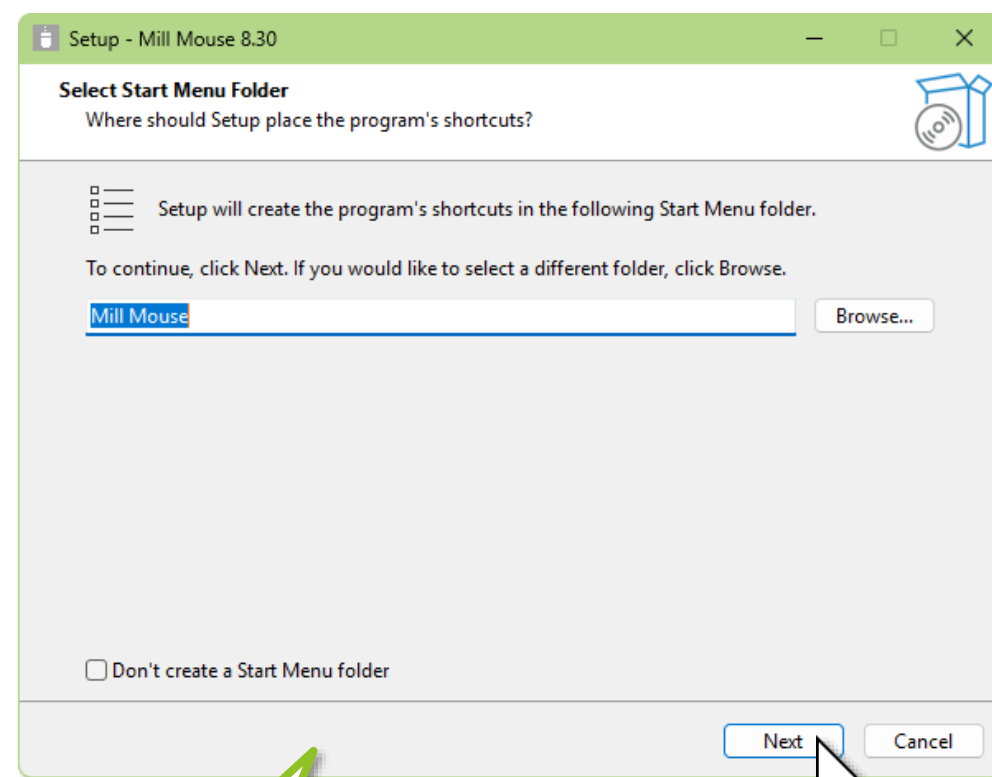 Setup - Mill Mouse 8.30
Select Start Menu Folder
Where should Setup place the program's shortcuts?
Setup will create the program's shortcuts in the following Start Menu folder.
To continue, click Next. If you would like to select a different folder, click Browse.
Mill Mouse
Browse...
Don't create a Start Menu folder
Next
Cancel